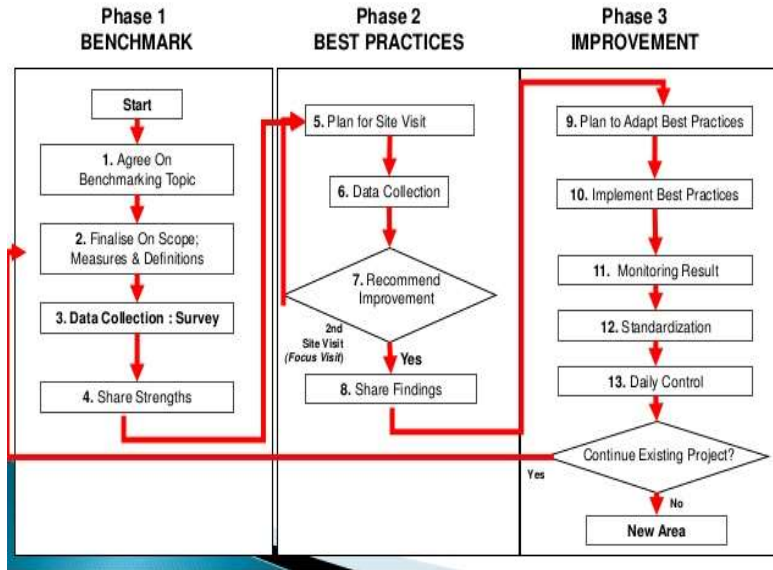 Phase 1
BENCHMARK
Start
1. Agree On
Benchmarking Topic
2. Finalise On Scope;
Measures & Definitions
3. Data Collection : Survey
4. Share Strengths
Phase 2
BEST PRACTICES
5. Plan for Site Visit
6. Data Collection
7. Recommend
Improvement
2nd
Site Visit
(Focus Visit)
Yes
8. Share Findings
Phase 3
IMPROVEMENT
9. Plan to Adapt Best Practices
10. Implement Best Practices
11. Monitoring Result
12. Standardization
13. Daily Control
Continue Existing Project?
Yes
No
New Area